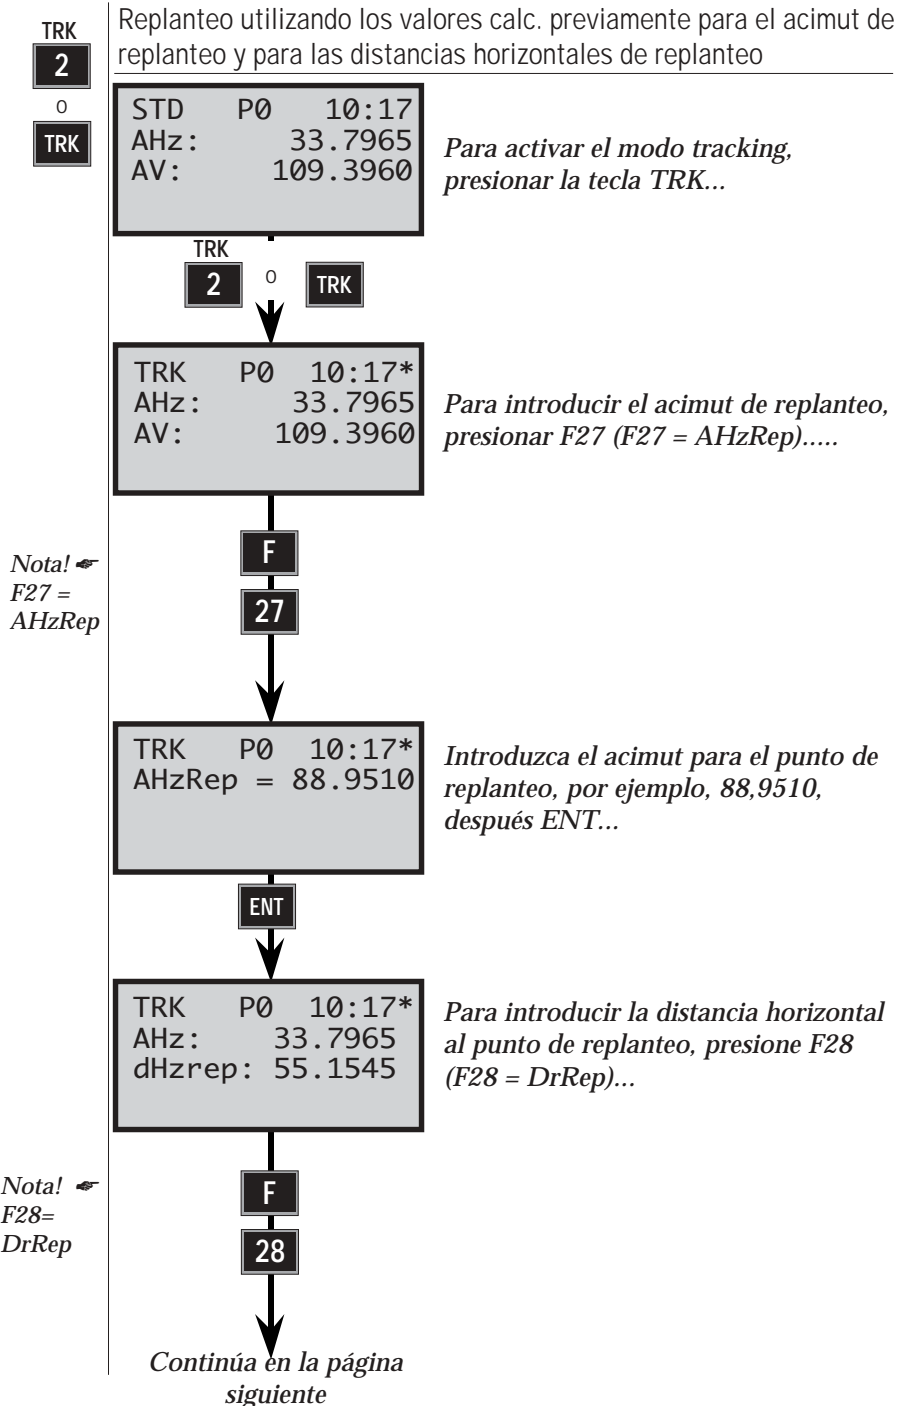 TRK
2
o
TRK
Replanteo utilizando los valores calc. previamente para el acimut de
replanteo y para las distancias horizontales de replanteo
STD P0 10:17
AHz: 33.7965
AV: 109.3960
Para activar el modo tracking,
presionar la tecla TRK...
TRK
2 o TRK
TRK P0 10:17*
AHz: 33.7965
AV: 109.3960
Para introducir el acimut de replanteo,
presionar F27 (F27 = AHzRep).....
Nota! ☛
F27 =
AHzRep
F
27
TRK P0 10:17*
AHzRep = 88.9510
Introduzca el acimut para el punto de
replanteo, por ejemplo, 88,9510,
después ENT...
ENT
TRK P0 10:17*
AHz: 33.7965
dHzrep: 55.1545
Para introducir la distancia horizontal
al punto de replanteo, presione F28
(F28 = DrRep)...
Nota! ☛
F28=
DrRep
F
28
Continúa en la página
siguiente